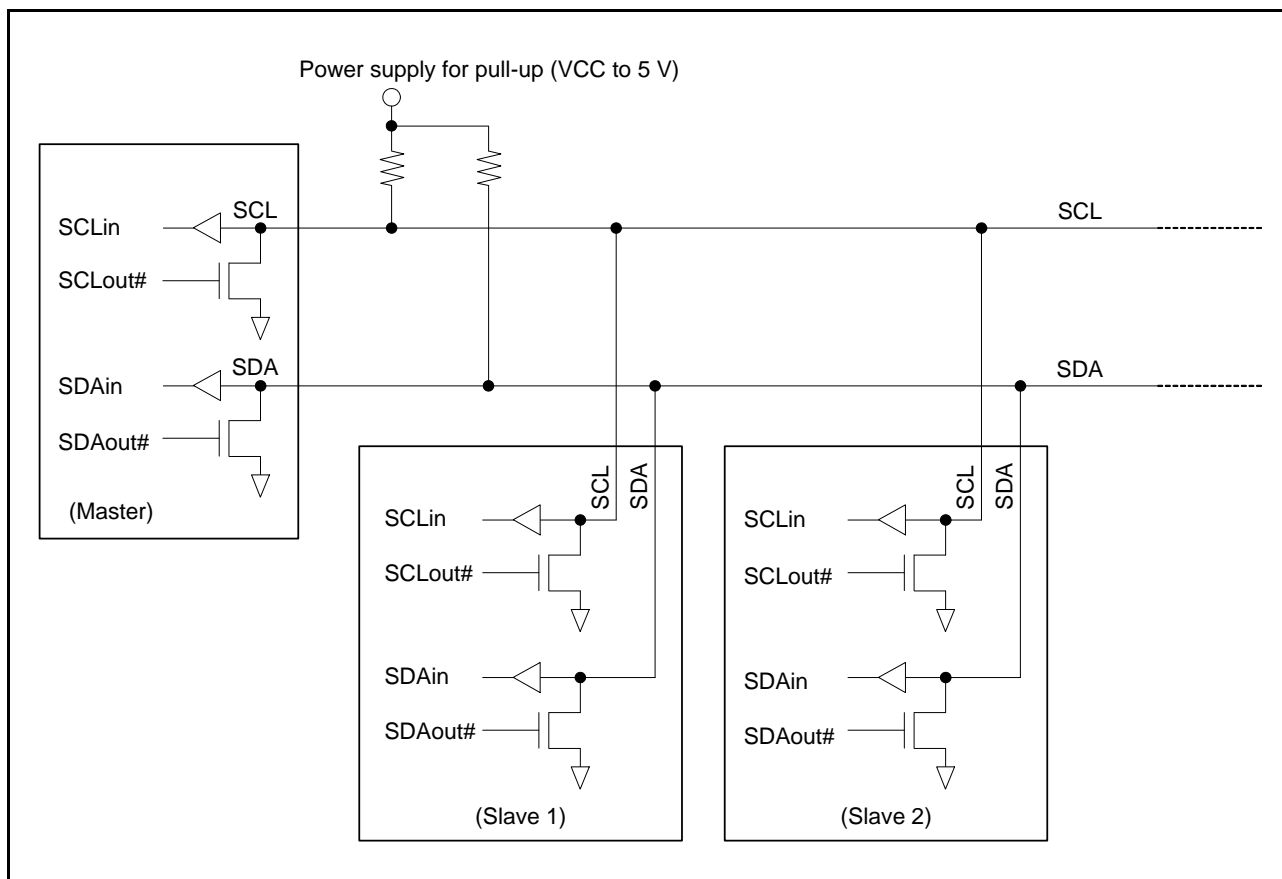 Power supply for pull-up (VCC to 5 V)
SCL
SCLin
SCLout#
SDA
SDAin
SDAout#
(Master)
SCL
SDA
SCL
SDA
SCLin
SCLout#
SDAin
SDAout#
(Slave 1)
SCL
SDA
SCLin
SCLout#
SDAin
SDAout#
(Slave 2)